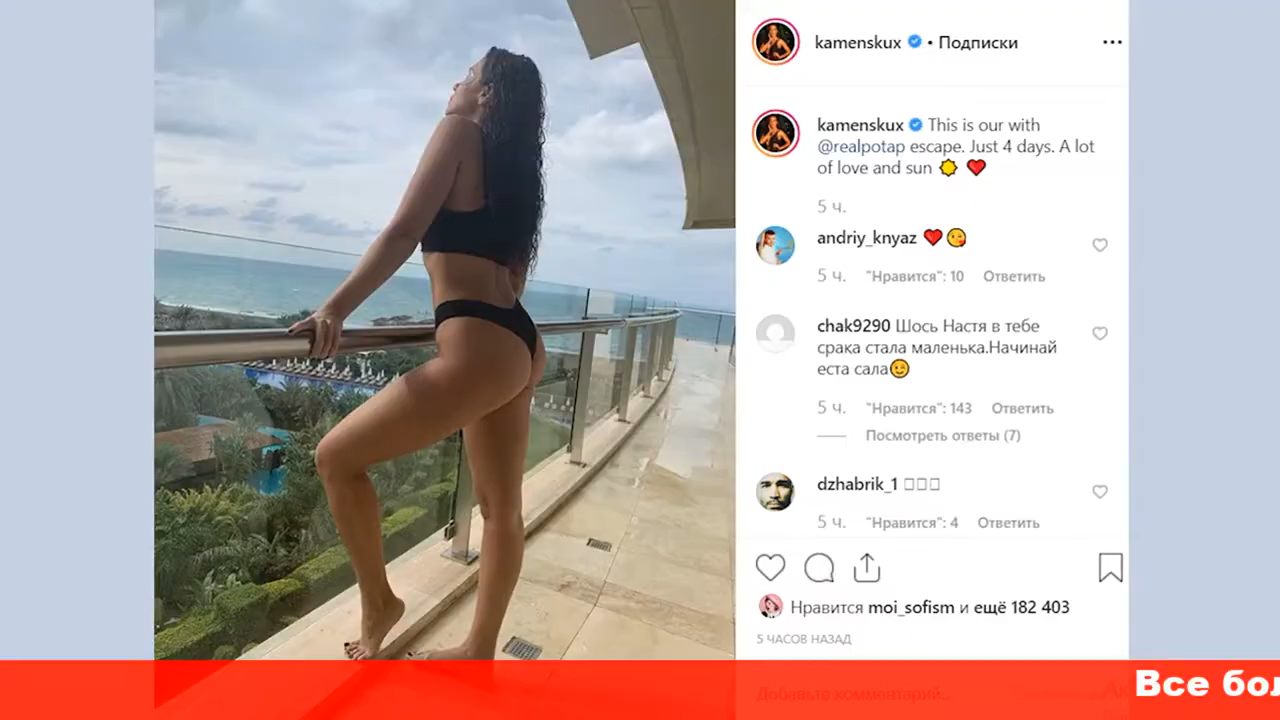 kamenskux • Подписки
kamenskux This is our with
@realpotap escape. Just 4 days. A lot
of love and sun
5 ч.
andriy_knyaz
5 ч. "Нравится": 10 Ответить
chak9290 Шось Настя в тебе
срака стала маленька.Начинай
еста сала😉
5 ч. "Нравится": 143 Ответить
Посмотреть ответы (7)
dzhabrik_1
5 ч. "Нравится": 4 Ответить
Нравится moi_sofism и ещё 182 403
5 ЧАСОВ НАЗАД
Добавьте комментарий...
Все бол